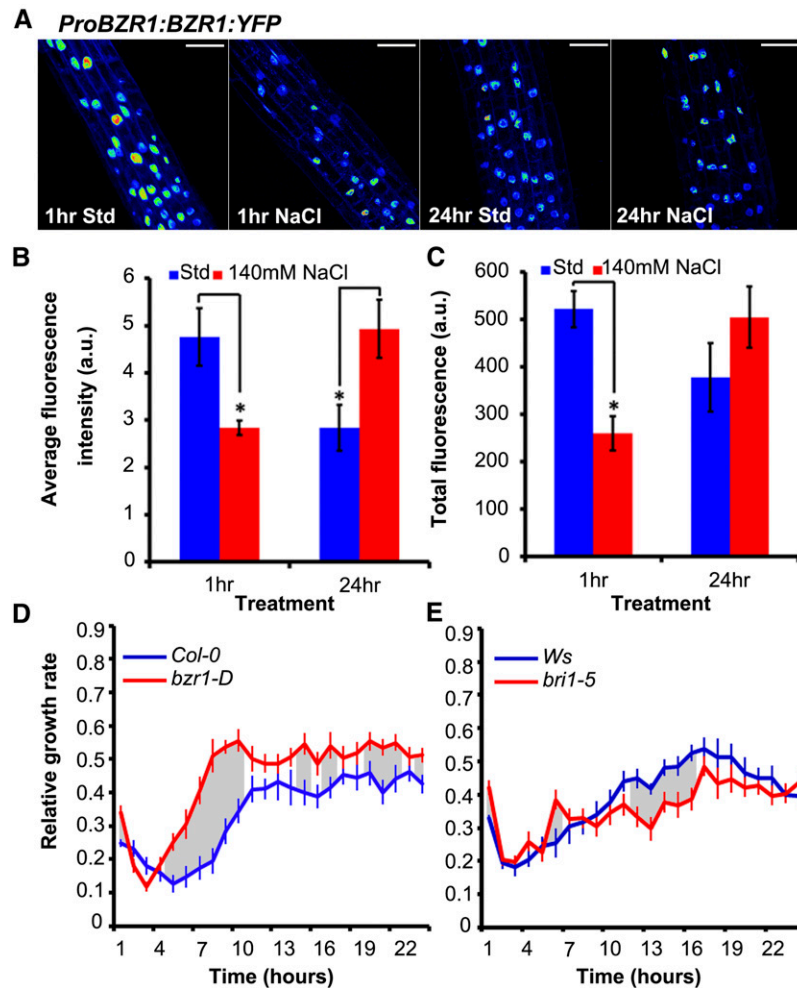 A ProBZR1:BZR1:YFP
1hr Std
1hr NaCl
24hr Std
24hr NaCl
B
Std 140mM NaCl
Average fluorescence
intensity (a.u.)
6
5
4
3
2
1
0
*
*
1hr 24hr
Treatment
C
Std 140mM NaCl
Total fluorescence (a.u.)
600
500
400
300
200
100
0
*
1hr 24hr
Treatment
D
Col-0
bzr1-D
Relative growth rate
0.9
0.8
0.7
0.6
0.5
0.4
0.3
0.2
0.1
0
1 4 7 10 13 16 19 22
Time (hours)
E
Ws
bri1-5
0.9
0.8
0.7
0.6
0.5
0.4
0.3
0.2
0.1
0
1 4 7 10 13 16 19 22
Time (hours)